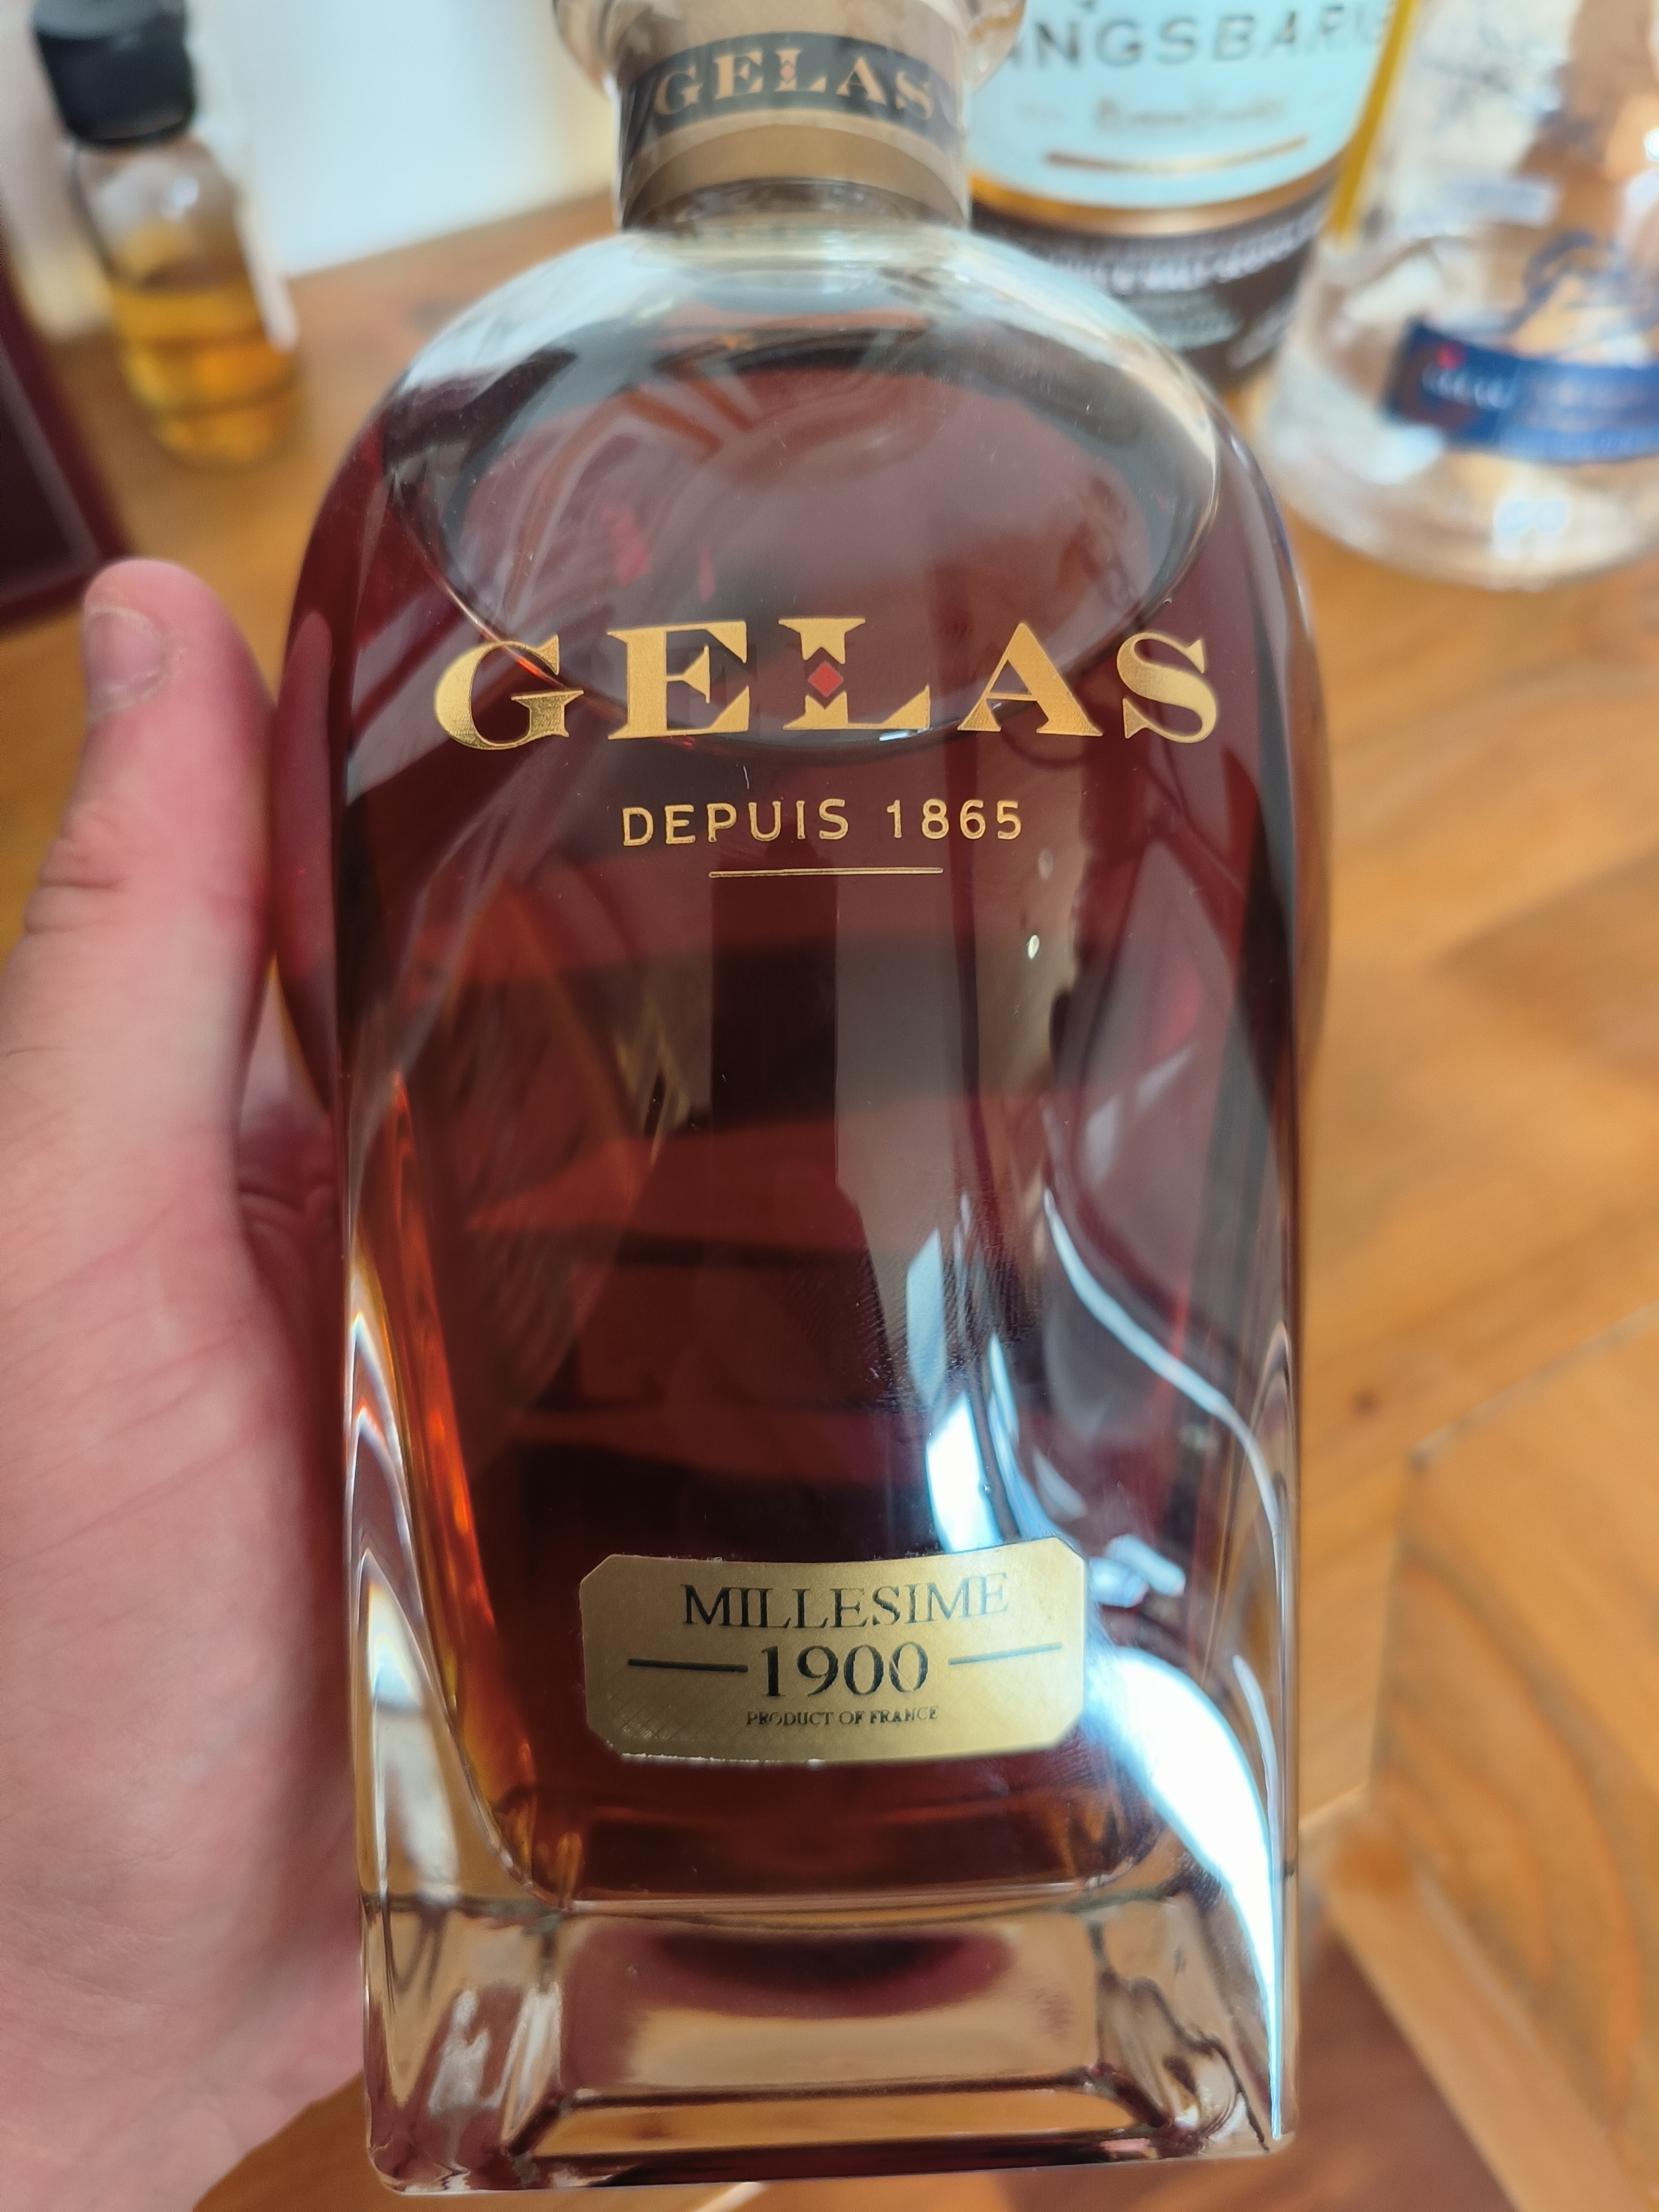 GELAS
GELAS
DEPUIS 1865
MILLESIME
1900
PRODUCT OF FRANCE